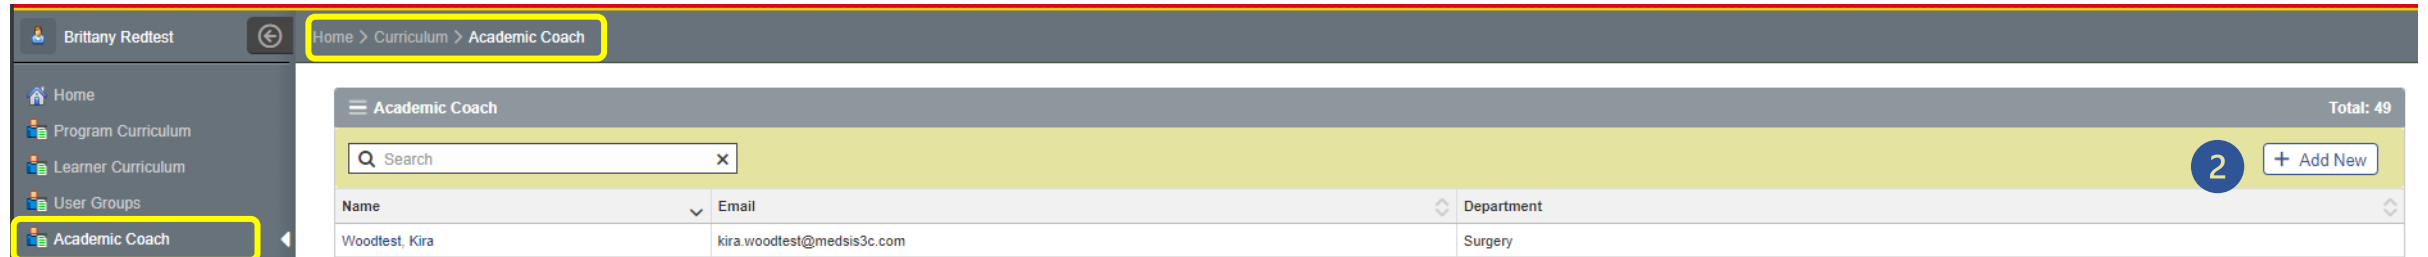 Brittany Redtest
Home > Curriculum > Academic Coach
Home
Program Curriculum
Learner Curriculum
User Groups
Academic Coach
Academic Coach Total: 49
Search
2 + Add New
Name Email Department
Woodtest, Kira kira.woodtest@medsis3c.com Surgery